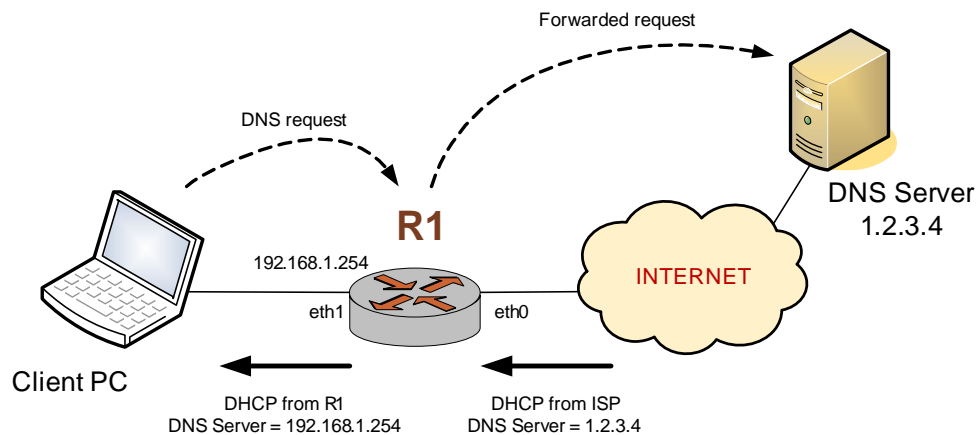 Forwarded request
DNS request
R1
DNS Server
1.2.3.4
192.168.1.254
INTERNET
eth1
eth0
Client PC
DHCP from R1
DNS Server = 192.168.1.254
DHCP from ISP
DNS Server = 1.2.3.4